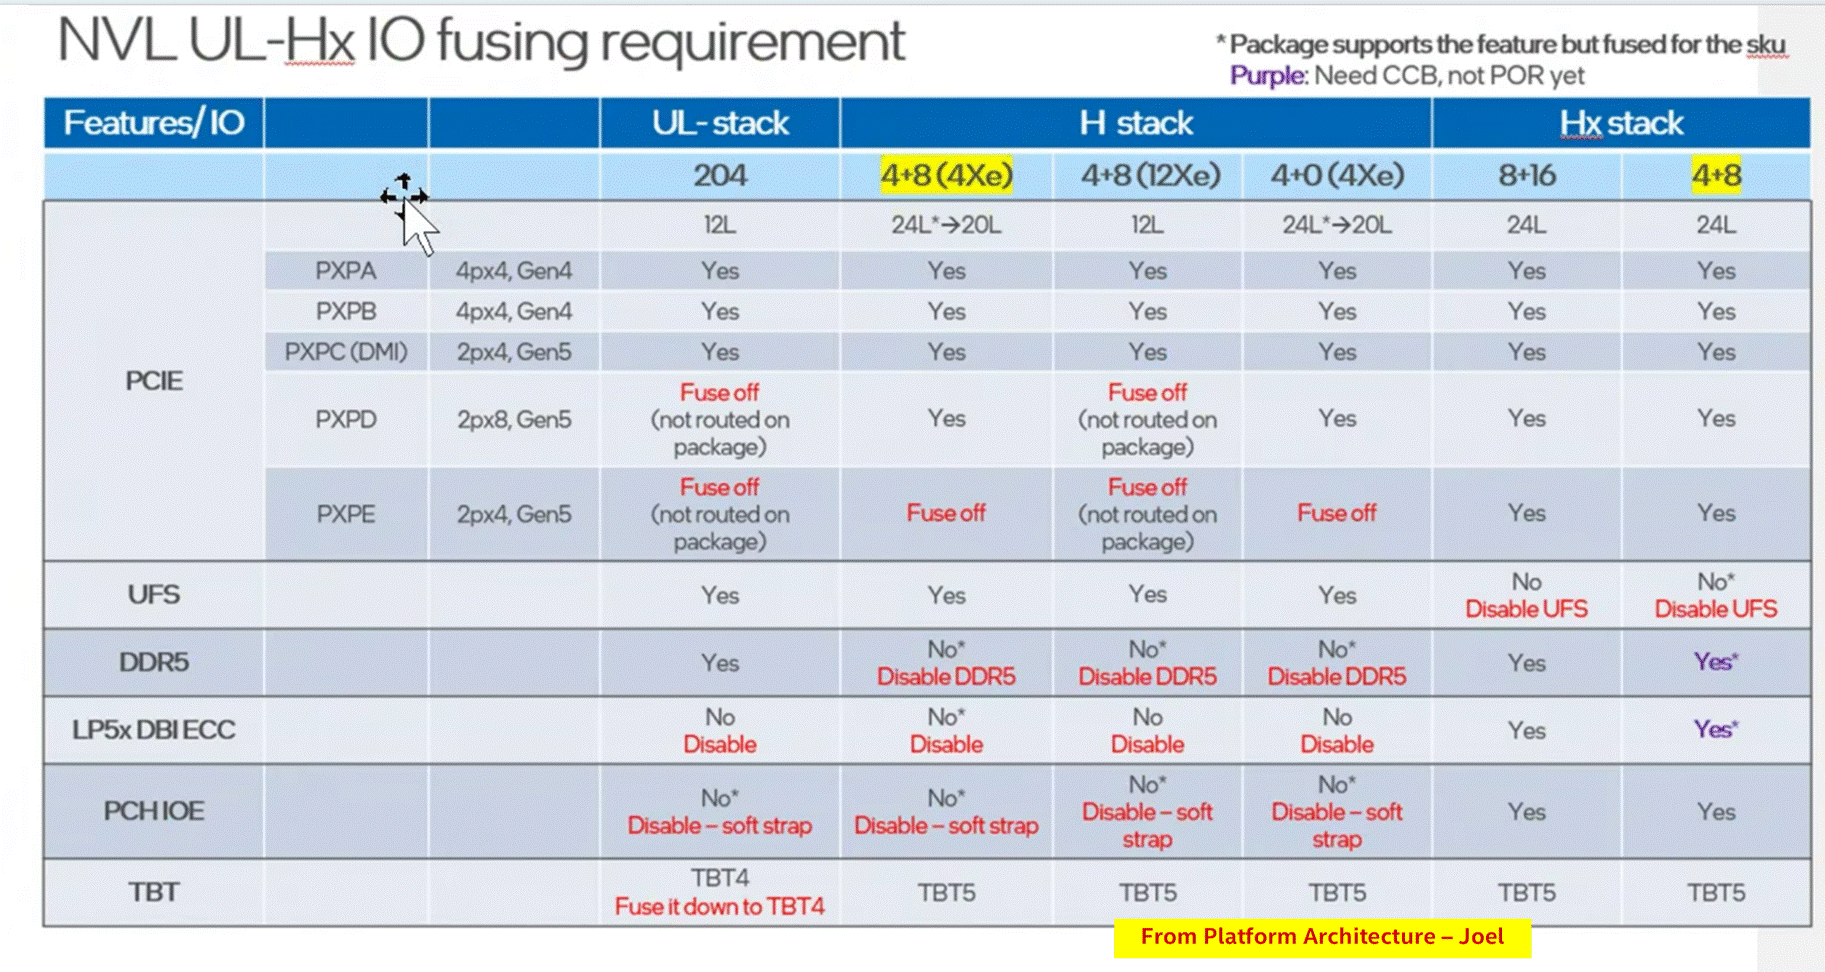 NVL UL-Hx IO fusing requirement
* Package supports the feature but fused for the sku
Purple: Need CCB, not POR yet
Features/ IO UL- stack H stack Hx stack
204 4+8 (4Xe) 4+8 (12Xe) 4+0 (4Xe) 8+16 4+8
12L 24L*→20L 12L 24L*→20L 24L 24L
PXPA 4px4, Gen4 Yes Yes Yes Yes Yes Yes
PXPB 4px4, Gen4 Yes Yes Yes Yes Yes Yes
PXPC (DMI) 2px4, Gen5 Yes Yes Yes Yes Yes Yes
PCIE
Fuse off Fuse off
PXPD 2px8, Gen5 (not routed on Yes (not routed on Yes Yes Yes
package) package)
Fuse off Fuse off
PXPE 2px4, Gen5 (not routed on Fuse off (not routed on Fuse off Yes Yes
package) package)
UFS Yes Yes Yes Yes No No*
Disable UFS Disable UFS
DDR5 Yes No* No* No* Yes Yes*
Disable DDR5 Disable DDR5 Disable DDR5
LP5x DBI ECC No No* No No Yes Yes*
Disable Disable Disable Disable
PCH IOE No* No* No* No* Yes Yes
Disable – soft strap Disable – soft strap Disable – soft Disable – soft
strap strap
TBT TBT4 TBT5 TBT5 TBT5 TBT5 TBT5
Fuse it down to TBT4
From Platform Architecture – Joel